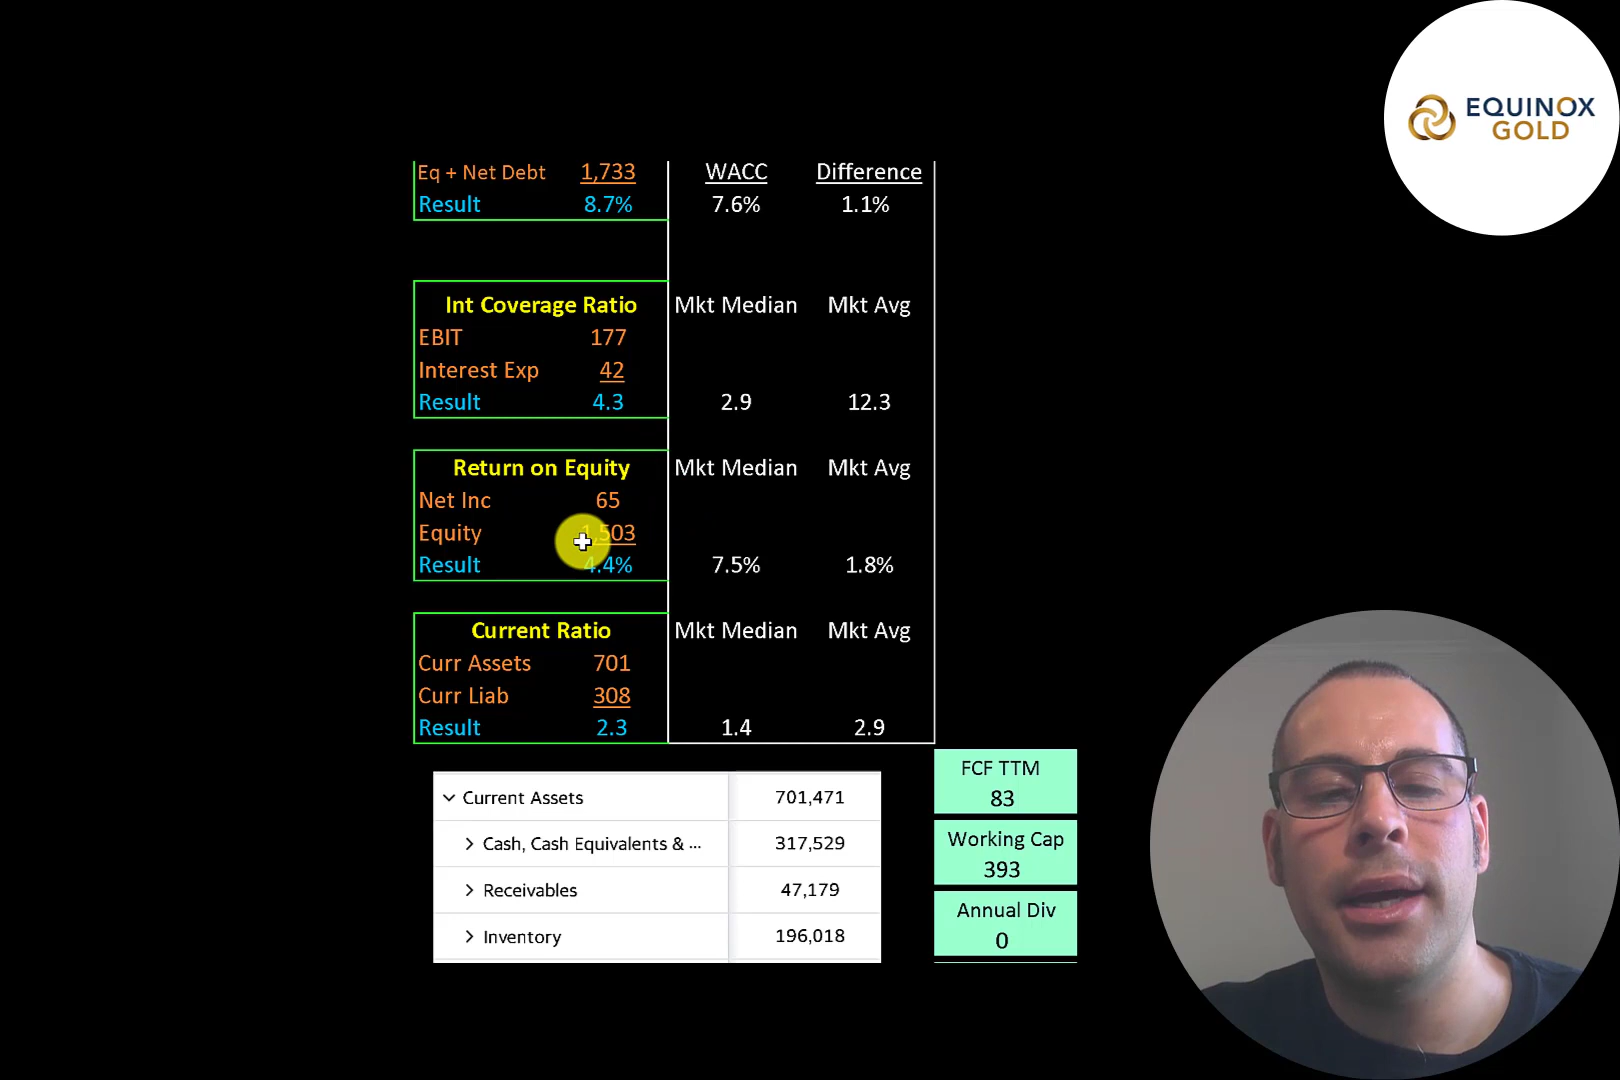 EQUINOX
GOLD
Eq + Net Debt 1,733 WACC Difference
Result 8.7% 7.6% 1.1%
Int Coverage Ratio Mkt Median Mkt Avg
EBIT 177
Interest Exp 42
Result 4.3 2.9 12.3
Return on Equity Mkt Median Mkt Avg
Net Inc 65
Equity 1,503
Result 4.4% 7.5% 1.8%
Current Ratio Mkt Median Mkt Avg
Curr Assets 701
Curr Liab 308
Result 2.3 1.4 2.9
Current Assets 701,471
Cash, Cash Equivalents & ... 317,529
Receivables 47,179
Inventory 196,018
FCF TTM
83
Working Cap
393
Annual Div
0